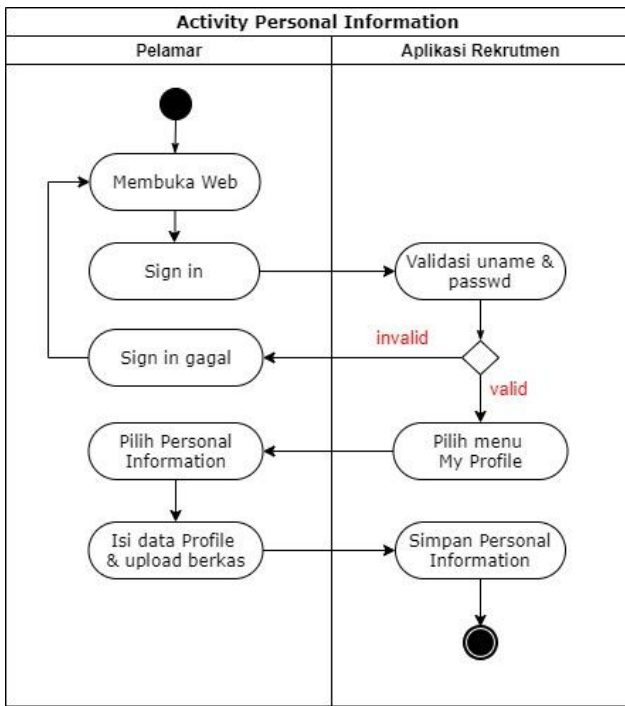 Activity Personal Information
Pelamar
Aplikasi Rekrutmen
Membuka Web
Sign in
Validasi uname &
passwd
invalid
Sign in gagal
valid
Pilih Personal
Information
Pilih menu
My Profile
Isi data Profile
& upload berkas
Simpan Personal
Information